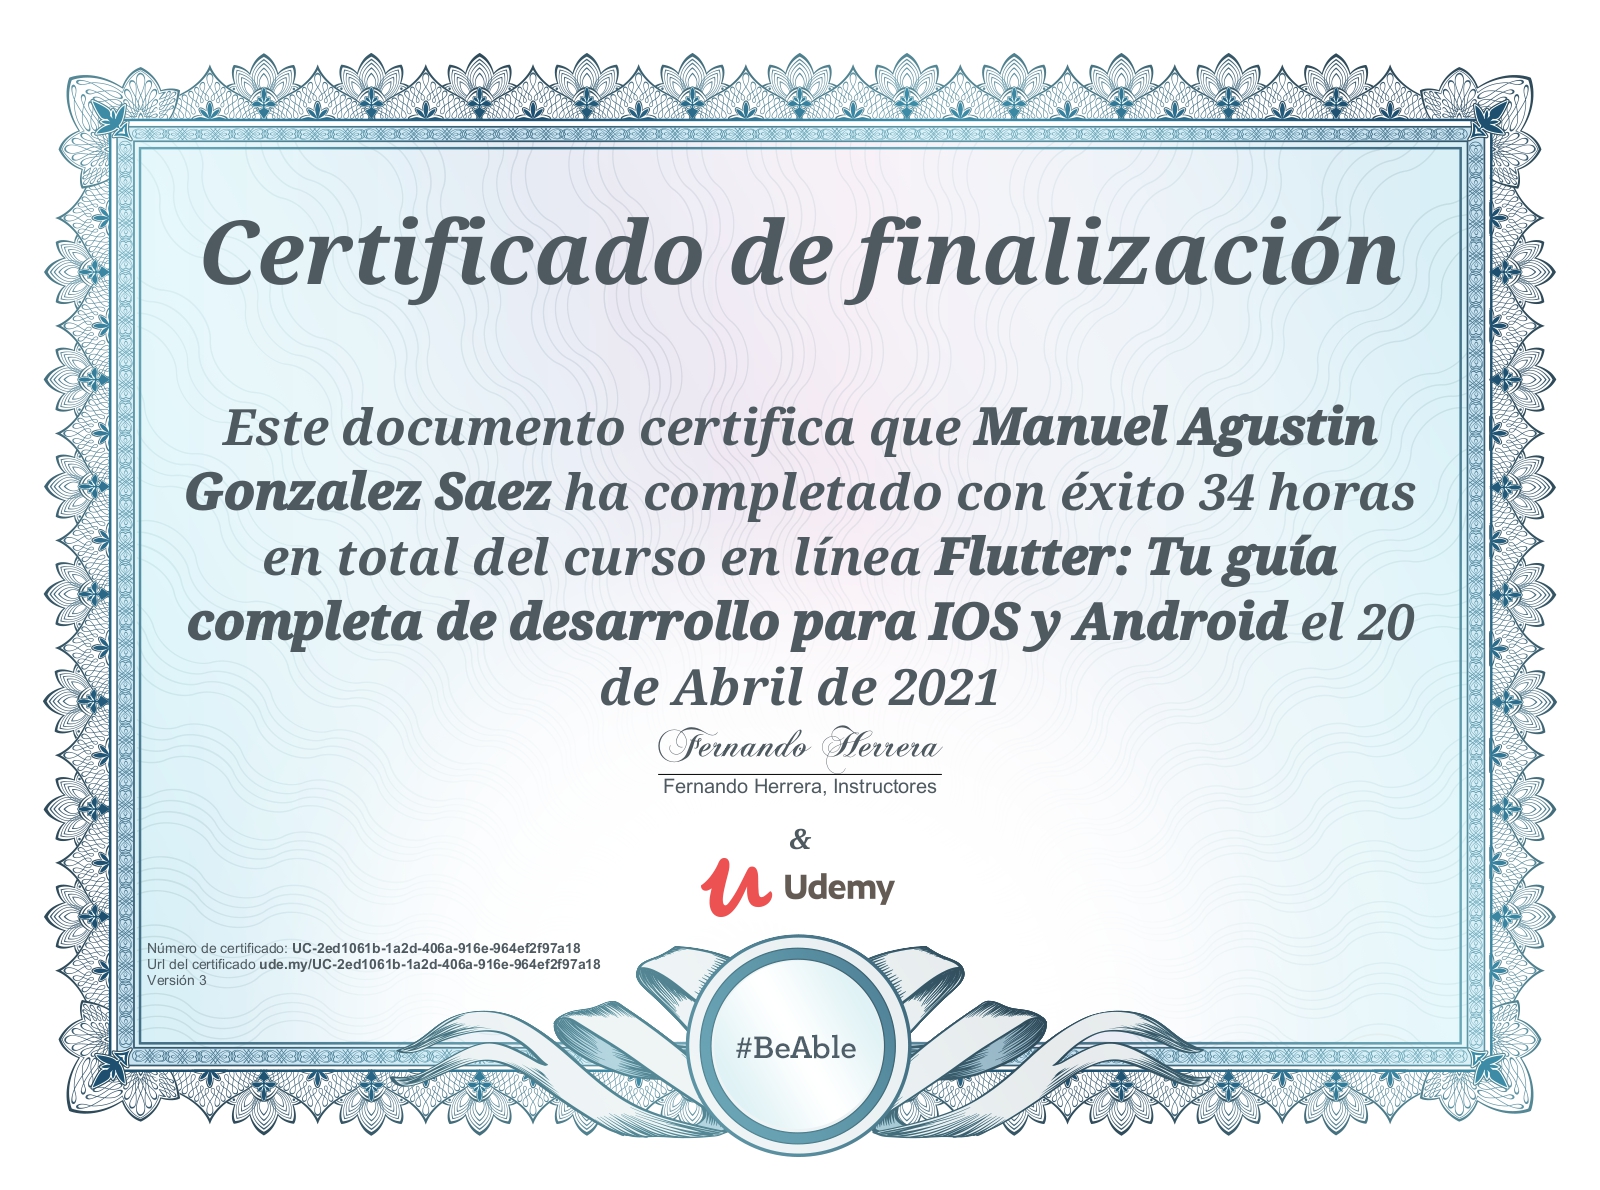 Certificado de finalización
Este documento certifica que Manuel Agustin
Gonzalez Saez ha completado con éxito 34 horas
en total del curso en línea Flutter: Tu guía
completa de desarrollo para IOS y Android el 20
de Abril de 2021
Fernando Herrera
Fernando Herrera, Instructores
&
Udemy
Número de certificado: UC-2ed1061b-1a2d-406a-916e-964ef2f97a18
Url del certificado ude.my/UC-2ed1061b-1a2d-406a-916e-964ef2f97a18
Versión 3
#BeAble